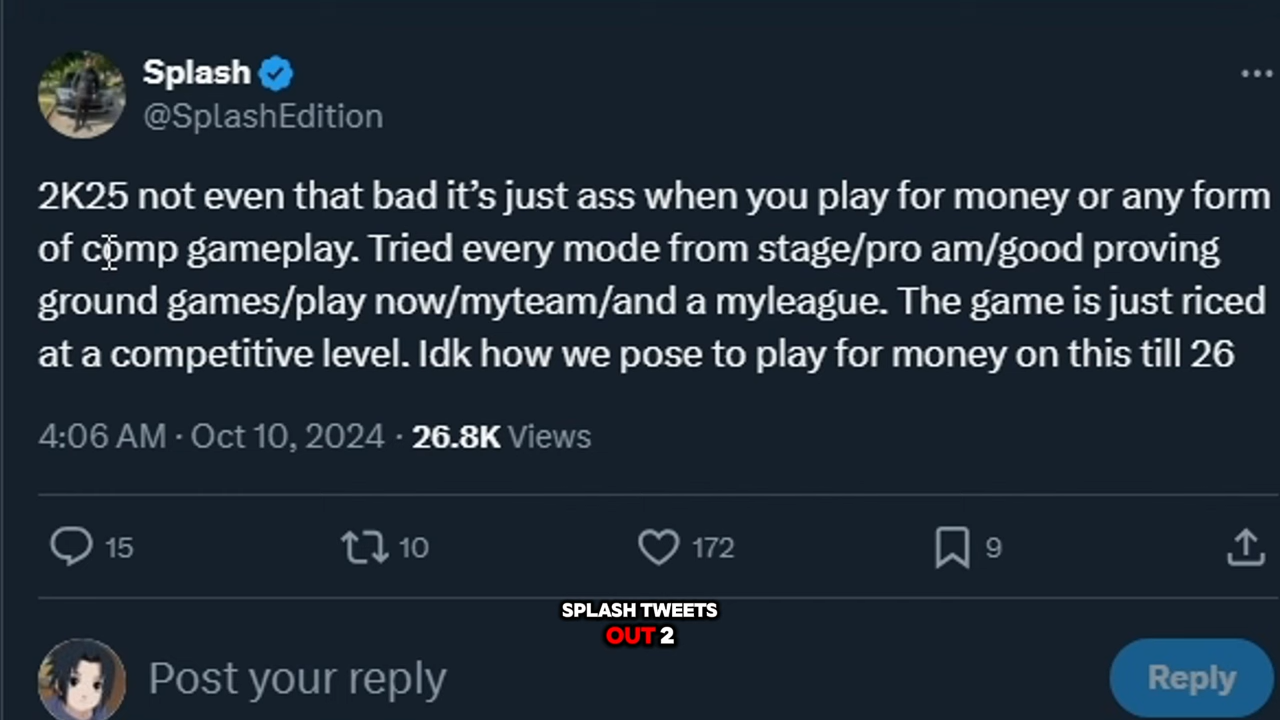 Splash
@SplashEdition
2K25 not even that bad it's just ass when you play for money or any form
of comp gameplay. Tried every mode from stage/pro am/good proving
ground games/play now/myteam/and a myleague. The game is just riced
at a competitive level. Idk how we pose to play for money on this till 26
4:06 AM · Oct 10, 2024 · 26.8K Views
15 10 172 9
SPLASH TWEETS
OUT 2
Post your reply Reply